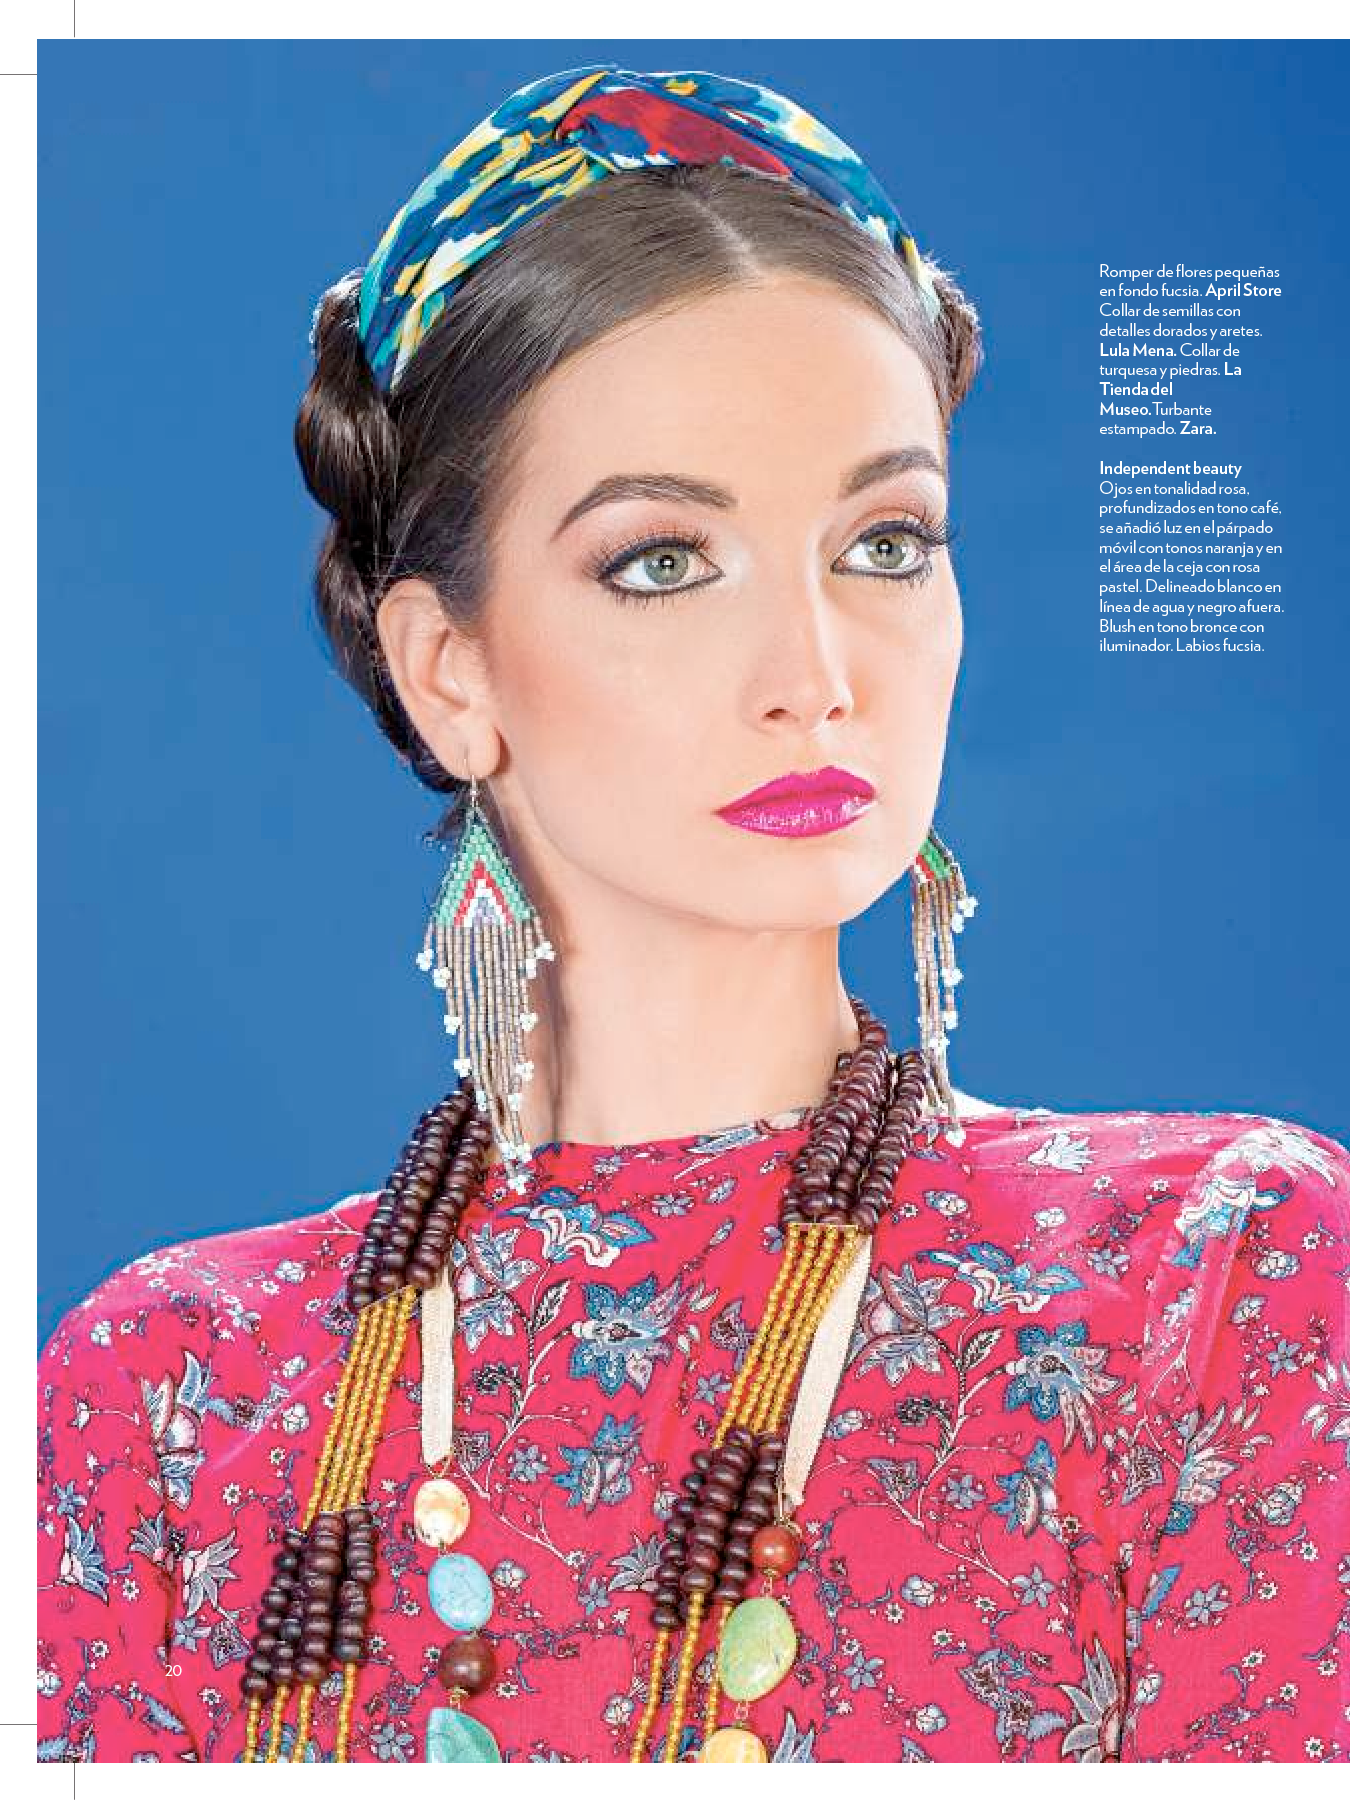 Romper de flores pequeñas
en fondo fucsia. April Store
Collar de semillas con
detalles dorados y aretes.
Lula Mena. Collar de
turquesa y piedras. La
Tienda del
Museo. Turbante
estampado. Zara.
Independent beauty
Ojos en tonalidad rosa,
profundizados en tono café,
se añadió luz en el párpado
móvil con tonos naranja y en
el área de la ceja con rosa
pastel. Delineado blanco en
línea de agua y negro afuera.
Blush en tono bronce con
iluminador. Labios fucsia.
20